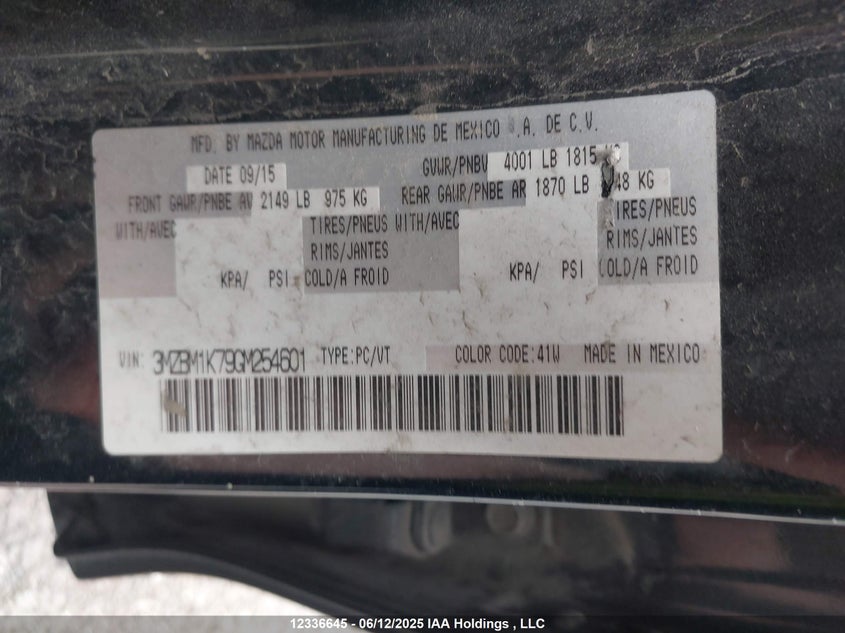 MFD. BY MAZDA MOTOR MANUFACTURING DE MEXICO .A. DE C.V.
DATE 09/15 GVWR/PNBV 4001 LB 1815
FRONT GAWR/PNBE AV 2149 LB 975 KG REAR GAWR/PNBE AR 1870 LB 48 KG
WITH/AVEC TIRES/PNEUS WITH/AVEC TIRES/PNEUS
RIMS/JANTES RIMS/JANTES
KPA/ PSI COLD/A FROID KPA/ PSI COLD/A FROID
VIN: 3MZBM1K79GM254601 TYPE:PC/VT COLOR CODE:41W MADE IN MEXICO
12336645 - 06/12/2025 IAA Holdings , LLC